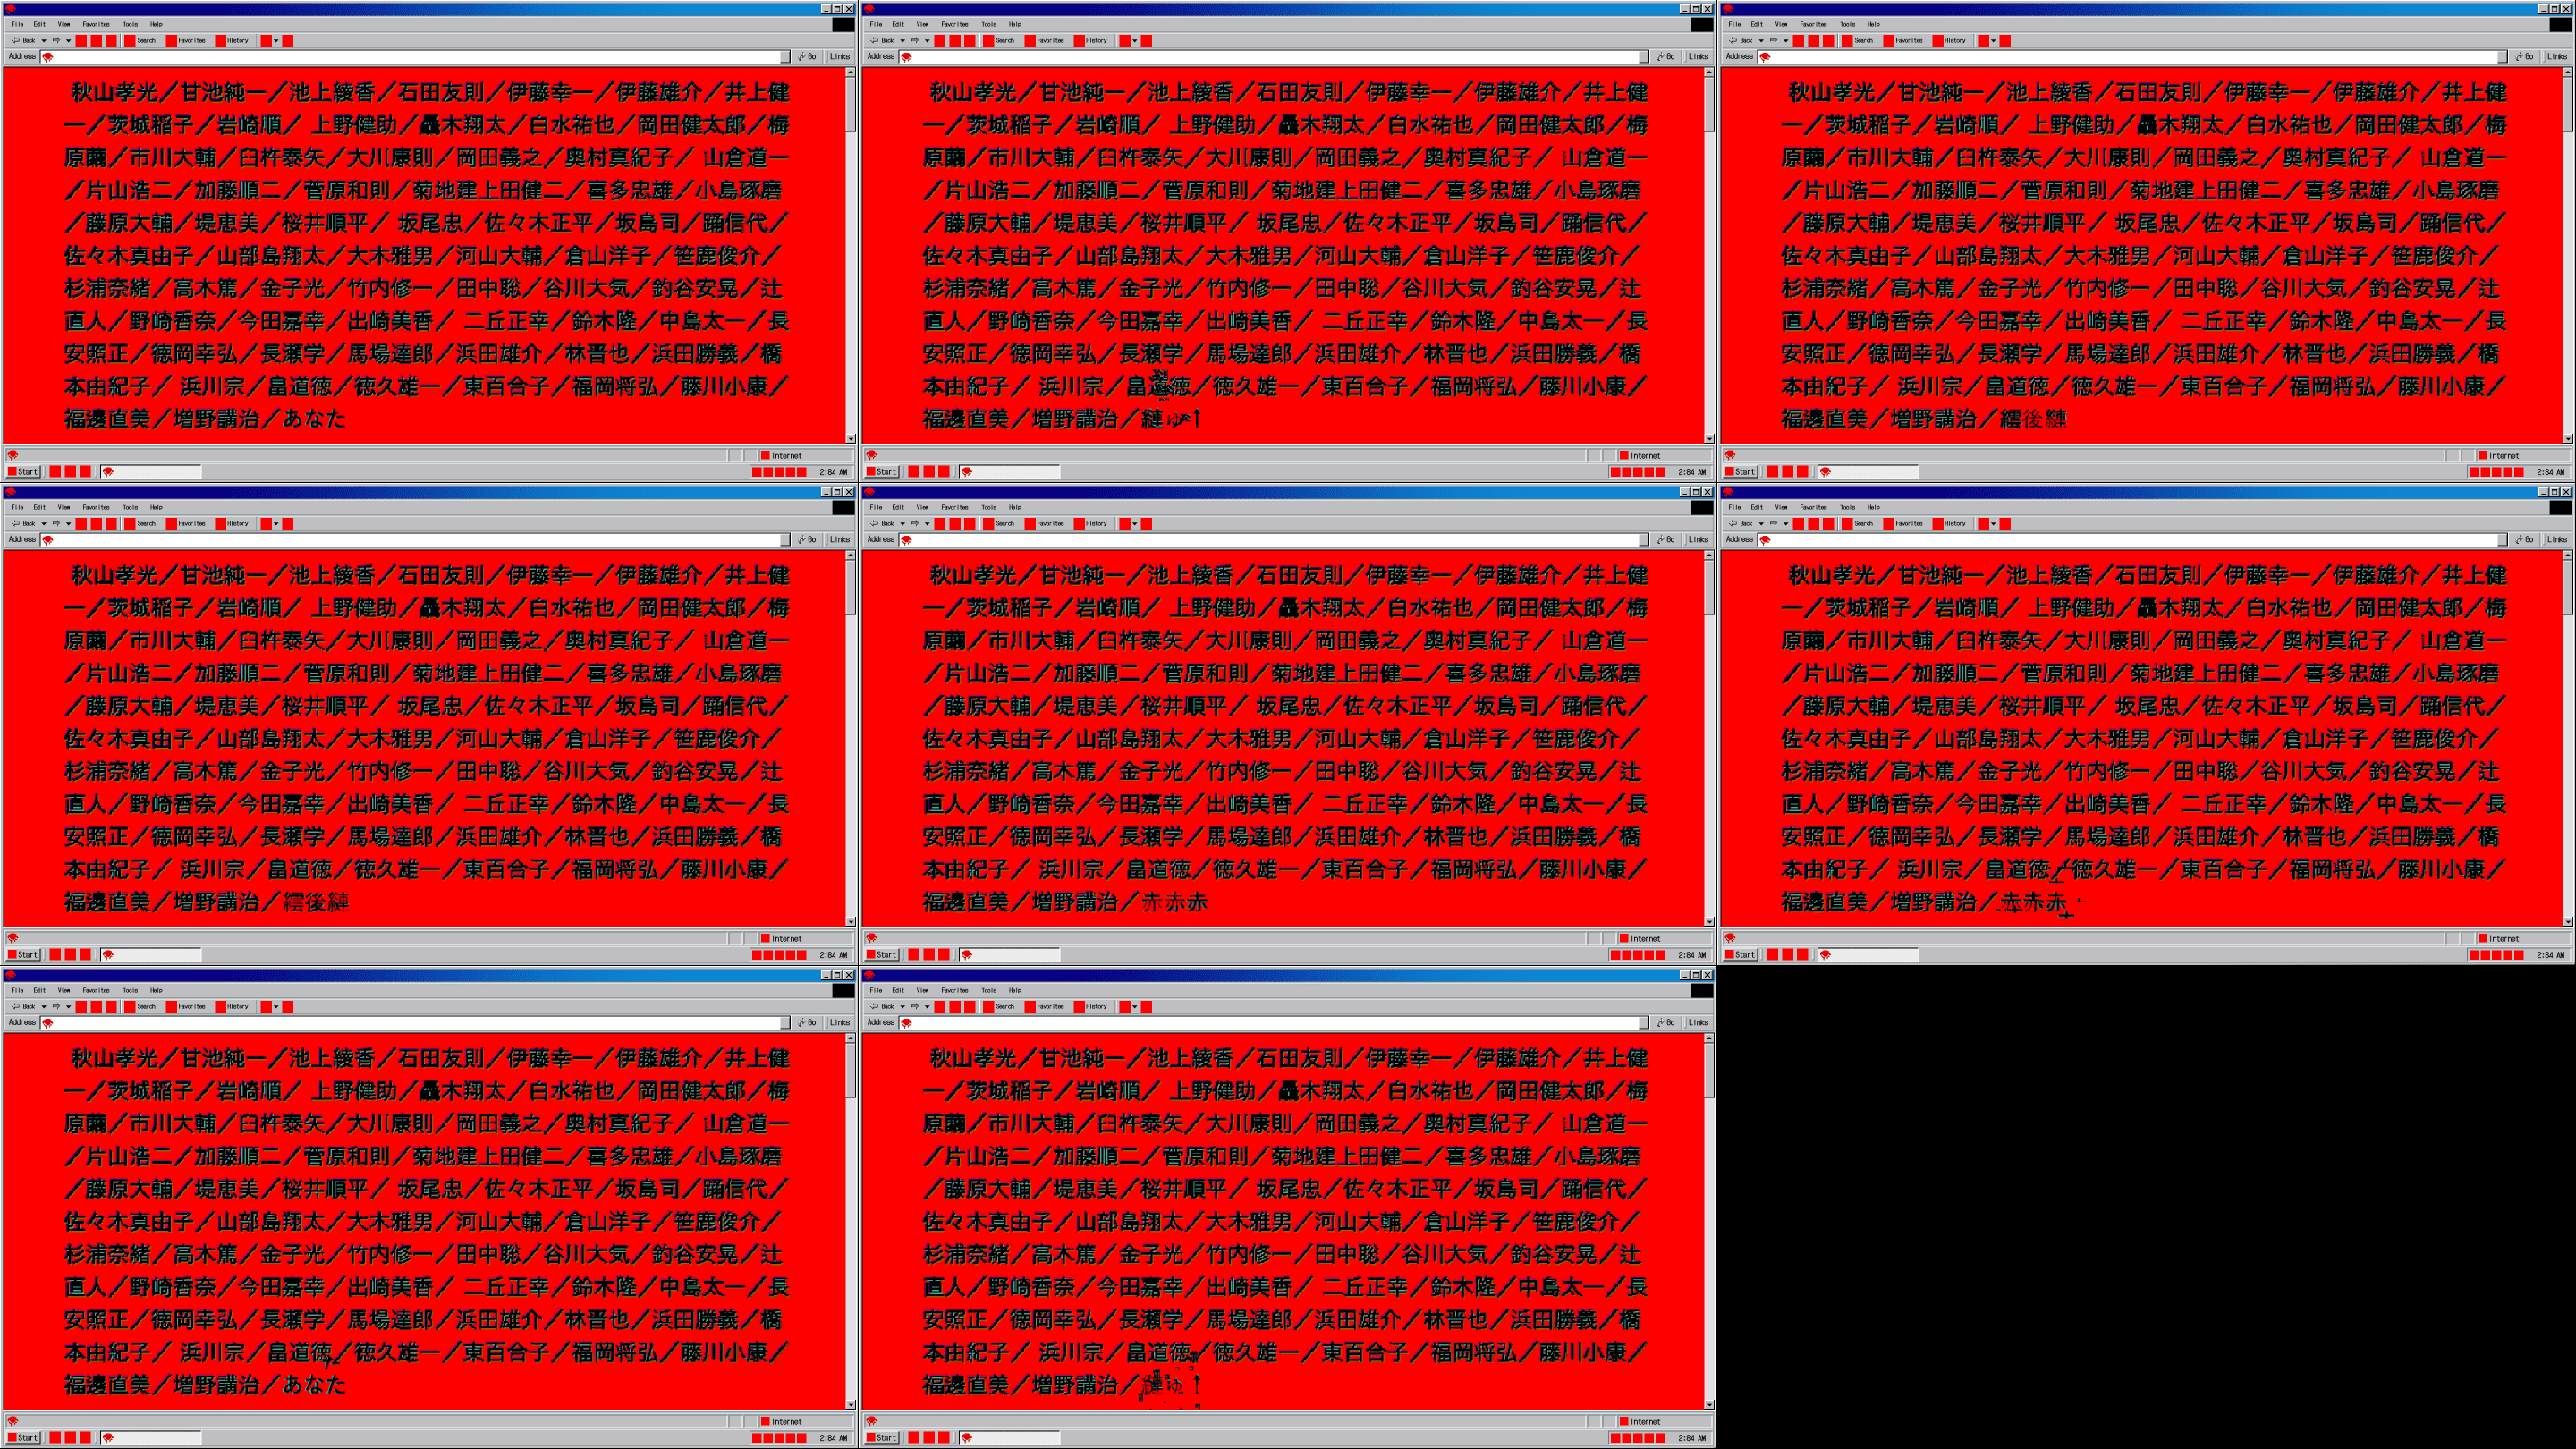 File Edit View Favorites Tools Help
Back Search Favorites History
Address Go Links
秋山孝光／甘池純一／池上綾香／石田友則／伊藤幸一／伊藤雄介／井上健
一／茨城稲子／岩崎順／ 上野健助／轟木翔太／白水祐也／岡田健太郎／梅
原繭／市川大輔／臼杵泰矢／大川康則／岡田義之／奥村真紀子／ 山倉道一
／片山浩二／加藤順二／菅原和則／菊地建上田健二／喜多忠雄／小島琢磨
／藤原大輔／堤恵美／桜井順平／ 坂尾忠／佐々木正平／坂島司／踊信代／
佐々木真由子／山部島翔太／大木雅男／河山大輔／倉山洋子／笹鹿俊介／
杉浦奈緒／高木篤／金子光／竹内修一／田中聡／谷川大気／釣谷安晃／辻
直人／野崎香奈／今田嘉幸／出崎美香／ 二丘正幸／鈴木隆／中島太一／長
安照正／徳岡幸弘／長瀬学／馬場達郎／浜田雄介／林晋也／浜田勝義／橋
本由紀子／ 浜川宗／畠道徳／徳久雄一／東百合子／福岡将弘／藤川小康／
福邊直美／増野講治／あなた
Internet
Start 2:84 AM
File Edit View Favorites Tools Help
Back Search Favorites History
Address Go Links
秋山孝光／甘池純一／池上綾香／石田友則／伊藤幸一／伊藤雄介／井上健
一／茨城稲子／岩崎順／ 上野健助／轟木翔太／白水祐也／岡田健太郎／梅
原繭／市川大輔／臼杵泰矢／大川康則／岡田義之／奥村真紀子／ 山倉道一
／片山浩二／加藤順二／菅原和則／菊地建上田健二／喜多忠雄／小島琢磨
／藤原大輔／堤恵美／桜井順平／ 坂尾忠／佐々木正平／坂島司／踊信代／
佐々木真由子／山部島翔太／大木雅男／河山大輔／倉山洋子／笹鹿俊介／
杉浦奈緒／高木篤／金子光／竹内修一／田中聡／谷川大気／釣谷安晃／辻
直人／野崎香奈／今田嘉幸／出崎美香／ 二丘正幸／鈴木隆／中島太一／長
安照正／徳岡幸弘／長瀬学／馬場達郎／浜田雄介／林晋也／浜田勝義／橋
本由紀子／ 浜川宗／畠道徳／徳久雄一／東百合子／福岡将弘／藤川小康／
福邊直美／増野講治／縺ゅ↑
Internet
Start 2:84 AM
File Edit View Favorites Tools Help
Back Search Favorites History
Address Go Links
秋山孝光／甘池純一／池上綾香／石田友則／伊藤幸一／伊藤雄介／井上健
一／茨城稲子／岩崎順／ 上野健助／轟木翔太／白水祐也／岡田健太郎／梅
原繭／市川大輔／臼杵泰矢／大川康則／岡田義之／奥村真紀子／ 山倉道一
／片山浩二／加藤順二／菅原和則／菊地建上田健二／喜多忠雄／小島琢磨
／藤原大輔／堤恵美／桜井順平／ 坂尾忠／佐々木正平／坂島司／踊信代／
佐々木真由子／山部島翔太／大木雅男／河山大輔／倉山洋子／笹鹿俊介／
杉浦奈緒／高木篤／金子光／竹内修一／田中聡／谷川大気／釣谷安晃／辻
直人／野崎香奈／今田嘉幸／出崎美香／ 二丘正幸／鈴木隆／中島太一／長
安照正／徳岡幸弘／長瀬学／馬場達郎／浜田雄介／林晋也／浜田勝義／橋
本由紀子／ 浜川宗／畠道徳／徳久雄一／東百合子／福岡将弘／藤川小康／
福邊直美／増野講治／繧後縺
Internet
Start 2:84 AM
File Edit View Favorites Tools Help
Back Search Favorites History
Address Go Links
秋山孝光／甘池純一／池上綾香／石田友則／伊藤幸一／伊藤雄介／井上健
一／茨城稲子／岩崎順／ 上野健助／轟木翔太／白水祐也／岡田健太郎／梅
原繭／市川大輔／臼杵泰矢／大川康則／岡田義之／奥村真紀子／ 山倉道一
／片山浩二／加藤順二／菅原和則／菊地建上田健二／喜多忠雄／小島琢磨
／藤原大輔／堤恵美／桜井順平／ 坂尾忠／佐々木正平／坂島司／踊信代／
佐々木真由子／山部島翔太／大木雅男／河山大輔／倉山洋子／笹鹿俊介／
杉浦奈緒／高木篤／金子光／竹内修一／田中聡／谷川大気／釣谷安晃／辻
直人／野崎香奈／今田嘉幸／出崎美香／ 二丘正幸／鈴木隆／中島太一／長
安照正／徳岡幸弘／長瀬学／馬場達郎／浜田雄介／林晋也／浜田勝義／橋
本由紀子／ 浜川宗／畠道徳／徳久雄一／東百合子／福岡将弘／藤川小康／
福邊直美／増野講治／繧後縺
Internet
Start 2:84 AM
File Edit View Favorites Tools Help
Back Search Favorites History
Address Go Links
秋山孝光／甘池純一／池上綾香／石田友則／伊藤幸一／伊藤雄介／井上健
一／茨城稲子／岩崎順／ 上野健助／轟木翔太／白水祐也／岡田健太郎／梅
原繭／市川大輔／臼杵泰矢／大川康則／岡田義之／奥村真紀子／ 山倉道一
／片山浩二／加藤順二／菅原和則／菊地建上田健二／喜多忠雄／小島琢磨
／藤原大輔／堤恵美／桜井順平／ 坂尾忠／佐々木正平／坂島司／踊信代／
佐々木真由子／山部島翔太／大木雅男／河山大輔／倉山洋子／笹鹿俊介／
杉浦奈緒／高木篤／金子光／竹内修一／田中聡／谷川大気／釣谷安晃／辻
直人／野崎香奈／今田嘉幸／出崎美香／ 二丘正幸／鈴木隆／中島太一／長
安照正／徳岡幸弘／長瀬学／馬場達郎／浜田雄介／林晋也／浜田勝義／橋
本由紀子／ 浜川宗／畠道徳／徳久雄一／東百合子／福岡将弘／藤川小康／
福邊直美／増野講治／赤赤赤
Internet
Start 2:84 AM
File Edit View Favorites Tools Help
Back Search Favorites History
Address Go Links
秋山孝光／甘池純一／池上綾香／石田友則／伊藤幸一／伊藤雄介／井上健
一／茨城稲子／岩崎順／ 上野健助／轟木翔太／白水祐也／岡田健太郎／梅
原繭／市川大輔／臼杵泰矢／大川康則／岡田義之／奥村真紀子／ 山倉道一
／片山浩二／加藤順二／菅原和則／菊地建上田健二／喜多忠雄／小島琢磨
／藤原大輔／堤恵美／桜井順平／ 坂尾忠／佐々木正平／坂島司／踊信代／
佐々木真由子／山部島翔太／大木雅男／河山大輔／倉山洋子／笹鹿俊介／
杉浦奈緒／高木篤／金子光／竹内修一／田中聡／谷川大気／釣谷安晃／辻
直人／野崎香奈／今田嘉幸／出崎美香／ 二丘正幸／鈴木隆／中島太一／長
安照正／徳岡幸弘／長瀬学／馬場達郎／浜田雄介／林晋也／浜田勝義／橋
本由紀子／ 浜川宗／畠道徳／徳久雄一／東百合子／福岡将弘／藤川小康／
福邊直美／増野講治／赤赤赤
Internet
Start 2:84 AM
File Edit View Favorites Tools Help
Back Search Favorites History
Address Go Links
秋山孝光／甘池純一／池上綾香／石田友則／伊藤幸一／伊藤雄介／井上健
一／茨城稲子／岩崎順／ 上野健助／轟木翔太／白水祐也／岡田健太郎／梅
原繭／市川大輔／臼杵泰矢／大川康則／岡田義之／奥村真紀子／ 山倉道一
／片山浩二／加藤順二／菅原和則／菊地建上田健二／喜多忠雄／小島琢磨
／藤原大輔／堤恵美／桜井順平／ 坂尾忠／佐々木正平／坂島司／踊信代／
佐々木真由子／山部島翔太／大木雅男／河山大輔／倉山洋子／笹鹿俊介／
杉浦奈緒／高木篤／金子光／竹内修一／田中聡／谷川大気／釣谷安晃／辻
直人／野崎香奈／今田嘉幸／出崎美香／ 二丘正幸／鈴木隆／中島太一／長
安照正／徳岡幸弘／長瀬学／馬場達郎／浜田雄介／林晋也／浜田勝義／橋
本由紀子／ 浜川宗／畠道徳／徳久雄一／東百合子／福岡将弘／藤川小康／
福邊直美／増野講治／あなた
Internet
Start 2:84 AM
File Edit View Favorites Tools Help
Back Search Favorites History
Address Go Links
秋山孝光／甘池純一／池上綾香／石田友則／伊藤幸一／伊藤雄介／井上健
一／茨城稲子／岩崎順／ 上野健助／轟木翔太／白水祐也／岡田健太郎／梅
原繭／市川大輔／臼杵泰矢／大川康則／岡田義之／奥村真紀子／ 山倉道一
／片山浩二／加藤順二／菅原和則／菊地建上田健二／喜多忠雄／小島琢磨
／藤原大輔／堤恵美／桜井順平／ 坂尾忠／佐々木正平／坂島司／踊信代／
佐々木真由子／山部島翔太／大木雅男／河山大輔／倉山洋子／笹鹿俊介／
杉浦奈緒／高木篤／金子光／竹内修一／田中聡／谷川大気／釣谷安晃／辻
直人／野崎香奈／今田嘉幸／出崎美香／ 二丘正幸／鈴木隆／中島太一／長
安照正／徳岡幸弘／長瀬学／馬場達郎／浜田雄介／林晋也／浜田勝義／橋
本由紀子／ 浜川宗／畠道徳／徳久雄一／東百合子／福岡将弘／藤川小康／
福邊直美／増野講治／縺ゅ↑
Internet
Start 2:84 AM